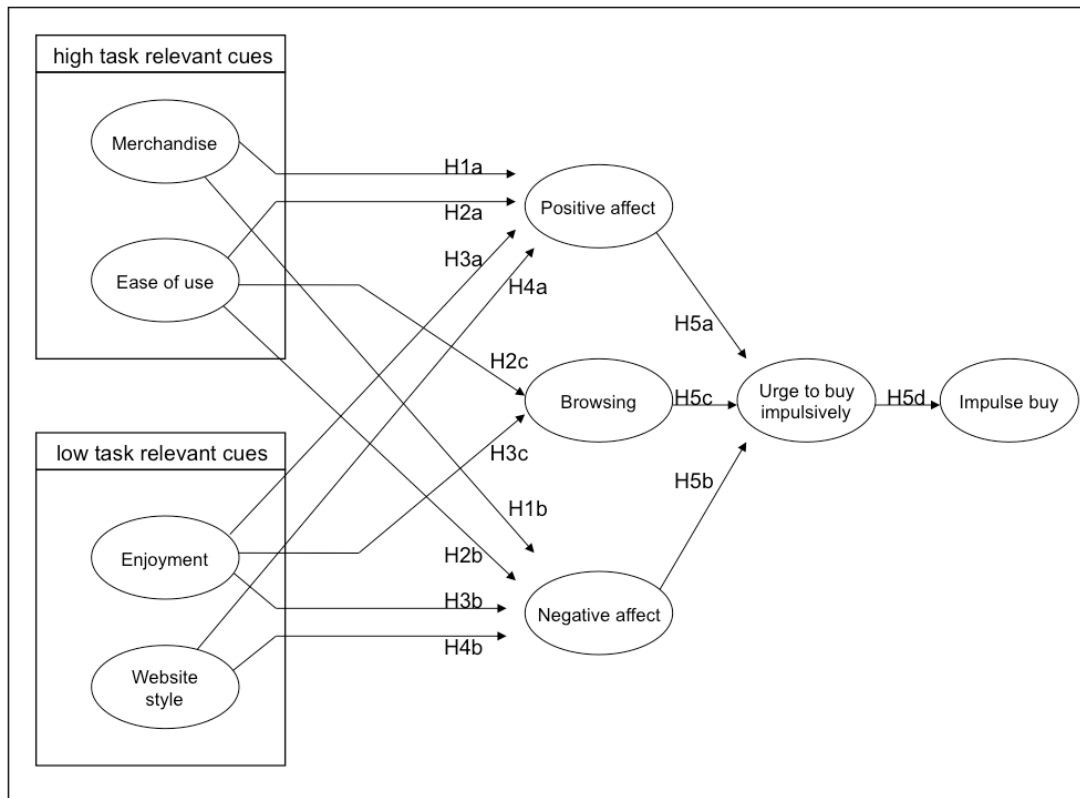 high task relevant cues
Merchandise
H1a
Positive affect
H2a
H3a
Ease of use
H4a
H5a
H2c
Browsing
H5c
Urge to buy
impulsively
H5d
Impulse buy
low task relevant cues
H3c
H5b
H1b
Enjoyment
H2b
H3b
Negative affect
H4b
Website
style